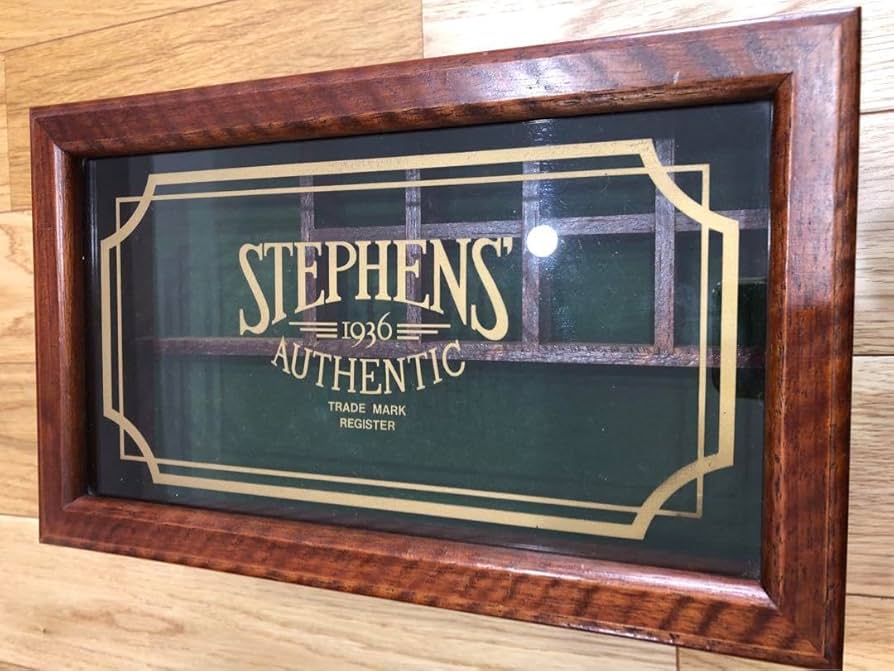 STEPHENS'
1936
AUTHENTIC
TRADE MARK
REGISTER